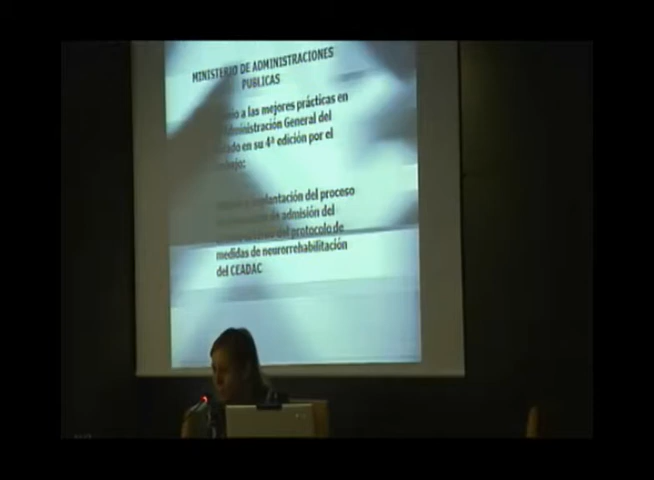 MINISTERIO DE ADMINISTRACIONES
PUBLICAS
a las mejores prácticas en
Administración General del
en su 4ª edición por el
implantación del proceso
de admisión del
del protocolo de
medidas de neurorrehabilitación
del CEADAC